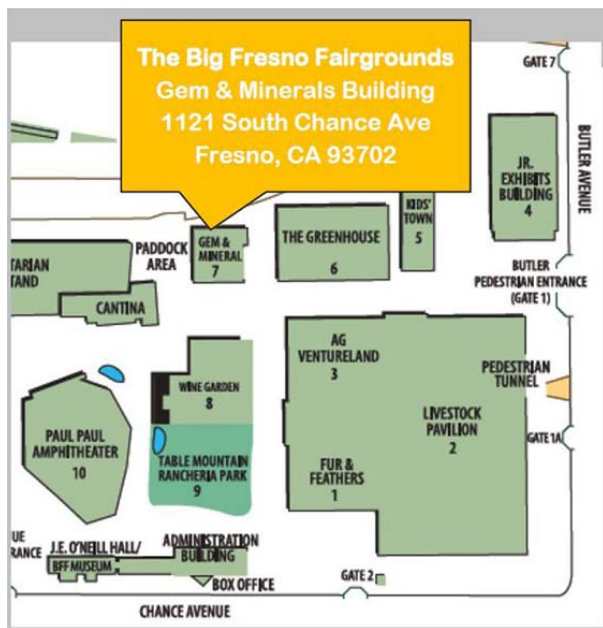 The Big Fresno Fairgrounds
Gem & Minerals Building
1121 South Chance Ave
Fresno, CA 93702
GATE 7
BUTLER AVENUE
JR.
EXHIBITS
BUILDING
4
KIDS'
TOWN
5
THE GREENHOUSE
6
GEM &
MINERAL
7
PADDOCK
AREA
TARIAN
TAND
CANTINA
BUTLER
PEDESTRIAN ENTRANCE
(GATE 1)
AG
VENTURELAND
3
PEDESTRIAN
TUNNEL
WINE GARDEN
8
LIVESTOCK
PAVILION
2
GATE 1A
PAUL PAUL
AMPHITHEATER
10
TABLE MOUNTAIN
RANCHERIA PARK
9
FUR &
FEATHERS
1
UE
RANCE
J.E. O'NEILL HALL/
BFF MUSEUM
ADMINISTRATION
BUILDING
BOX OFFICE
GATE 2
CHANCE AVENUE